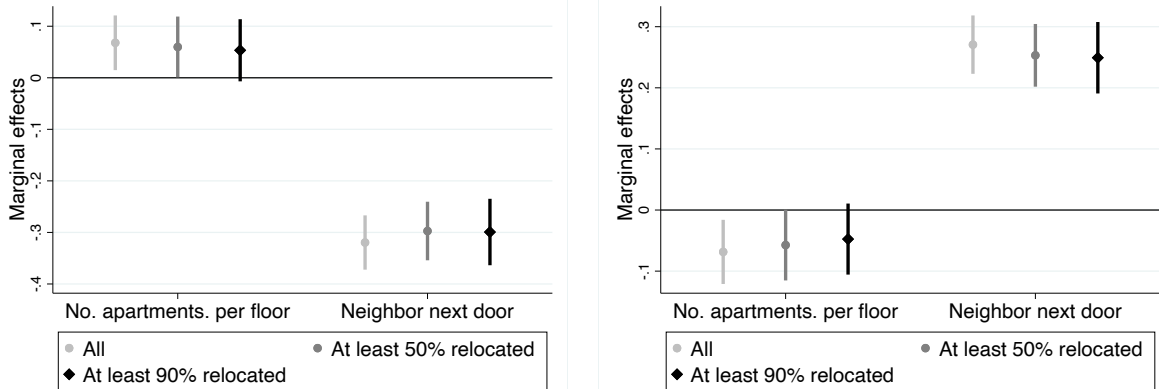 Marginal effects
.1
0
-.1
-.2
-.3
-.4
No. apartments. per floor Neighbor next door
All At least 50% relocated
At least 90% relocated
Marginal effects
.3
.2
.1
0
-.1
No. apartments. per floor Neighbor next door
All At least 50% relocated
At least 90% relocated